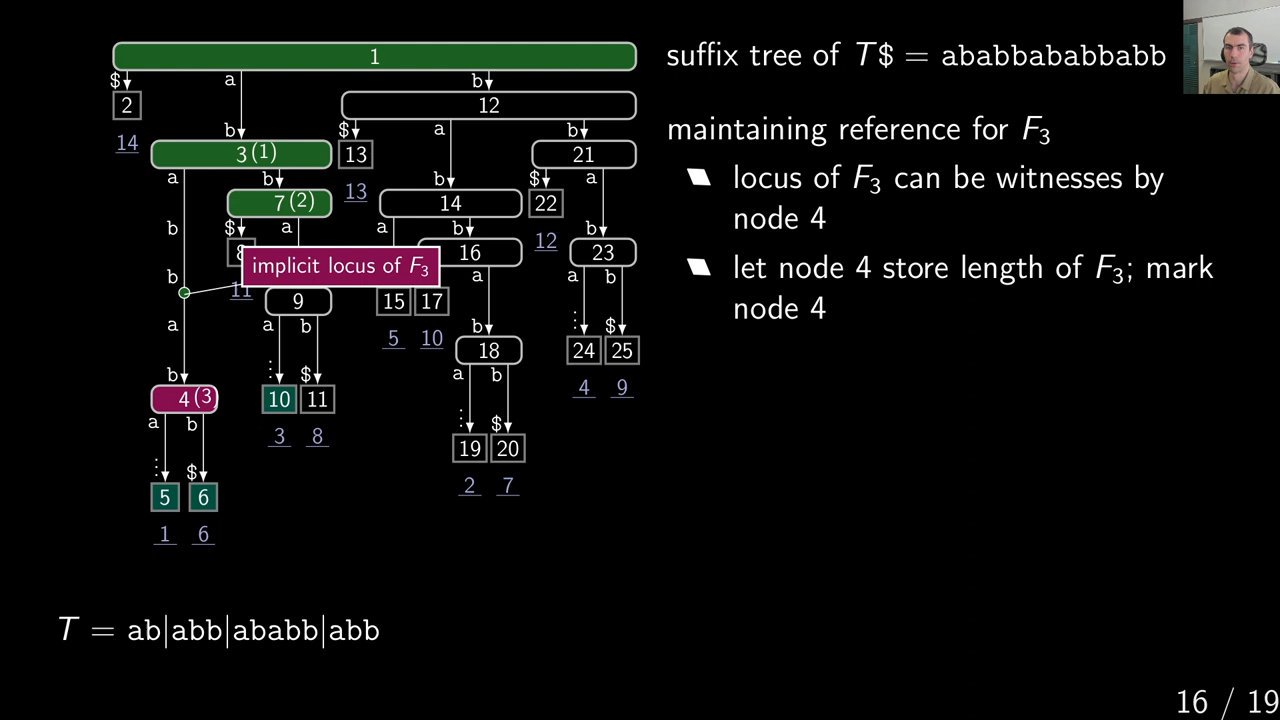 1
suffix tree of T$ = ababbababbabb
$ a b
2 12
14 b $ a b
maintaining reference for F3
3 (1) 13 21
a b 13 b $ a
locus of F3 can be witnesses by
node 4
7 (2) 14 22
b $ a a b 12 b
11 16 23
implicit locus of F3
b a a b
let node 4 store length of F3; mark
node 4
9 15 17
a a b 5 10 b ⋮ $
b ⋮ $ 18 24 25
4 (3 10 11 a b 4 9
a b 3 8 ⋮ $
⋮ $ 19 20
5 6 2 7
1 6
T = ab|abb|ababb|abb
16 / 19